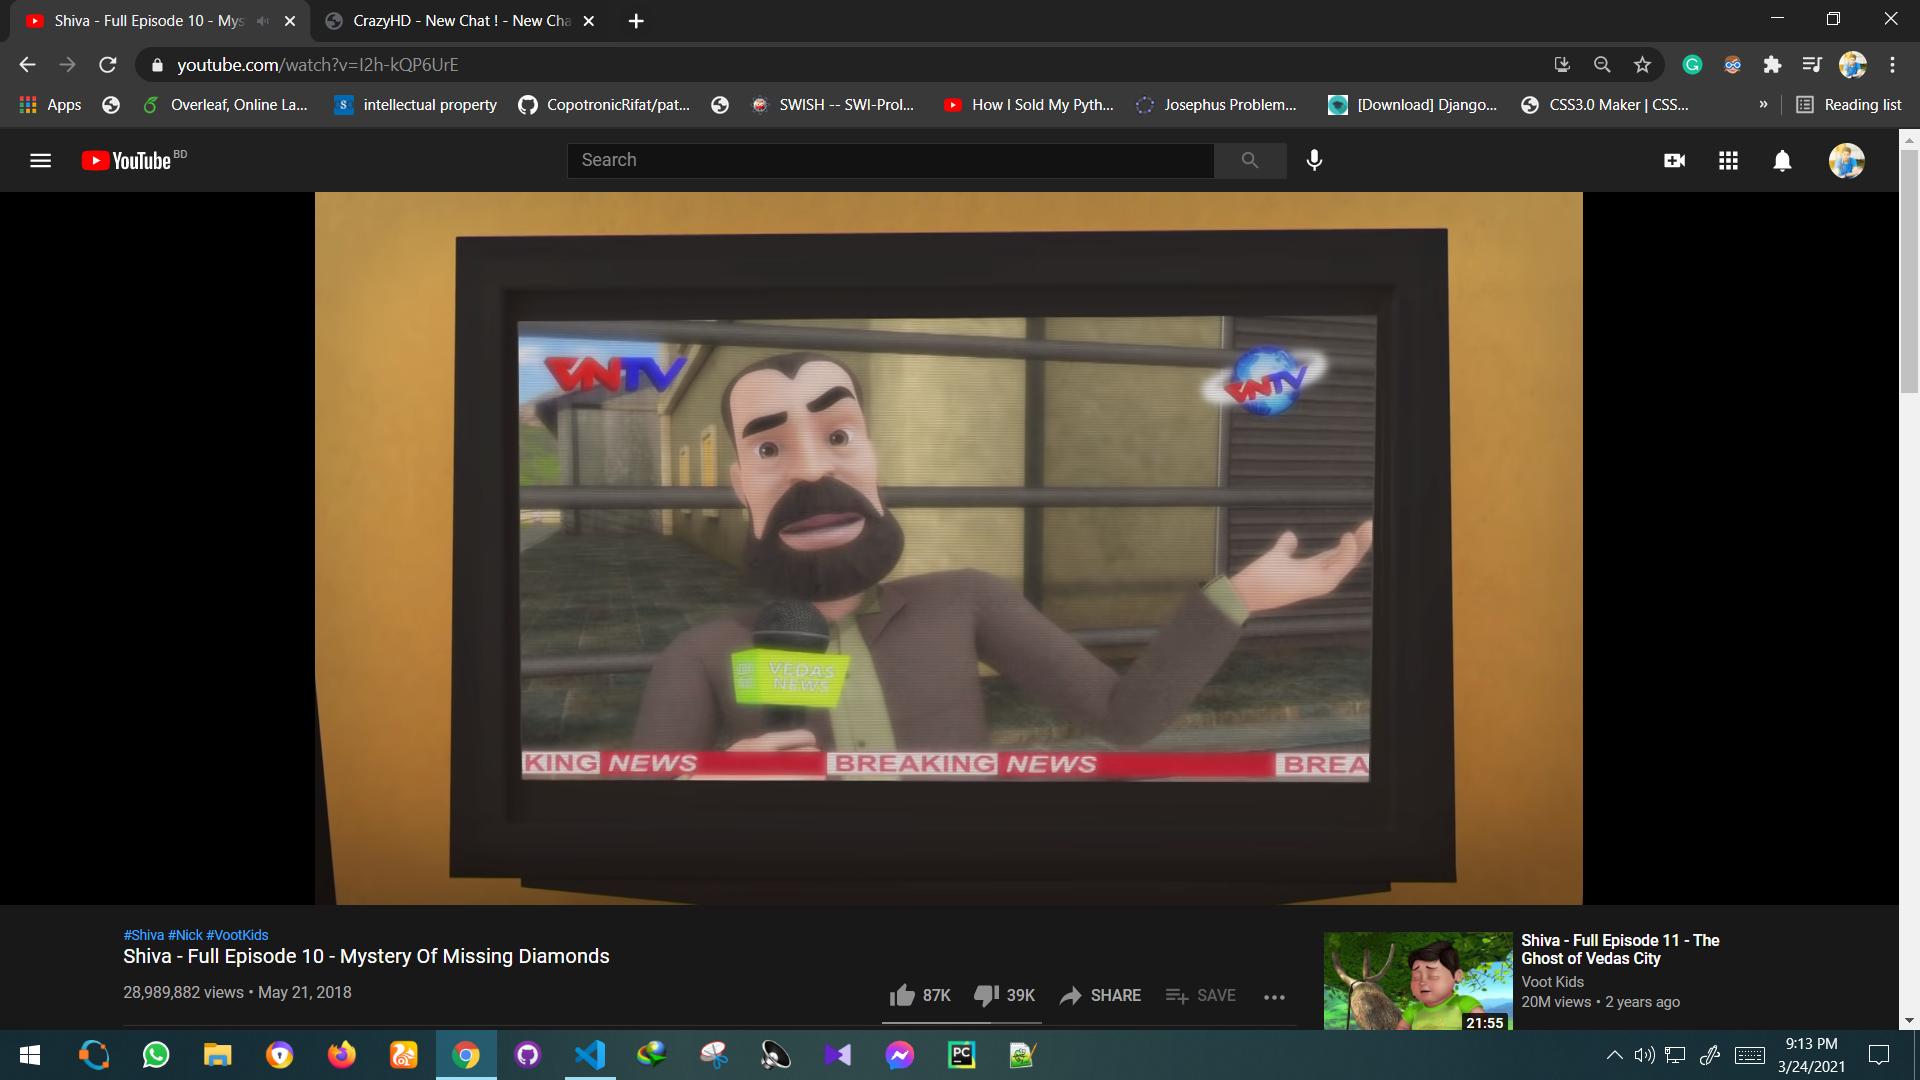 Shiva - Full Episode 10 - Mys
CrazyHD - New Chat ! - New Cha
youtube.com/watch?v=I2h-kQP6UrE
Apps
Overleaf, Online La...
intellectual property
CopotronicRifat/pat...
SWISH -- SWI-Prol...
How I Sold My Pyth...
Josephus Problem...
[Download] Django...
CSS3.0 Maker | CSS...
»
Reading list
YouTube BD
Search
VNTV
VNTV
VEDAS
NEWS
KING NEWS BREAKING NEWS BREA
#Shiva #Nick #VootKids
Shiva - Full Episode 10 - Mystery Of Missing Diamonds
28,989,882 views • May 21, 2018
87K
39K
SHARE
SAVE
Shiva - Full Episode 11 - The
Ghost of Vedas City
Voot Kids
20M views • 2 years ago
21:55
PC
9:13 PM
3/24/2021